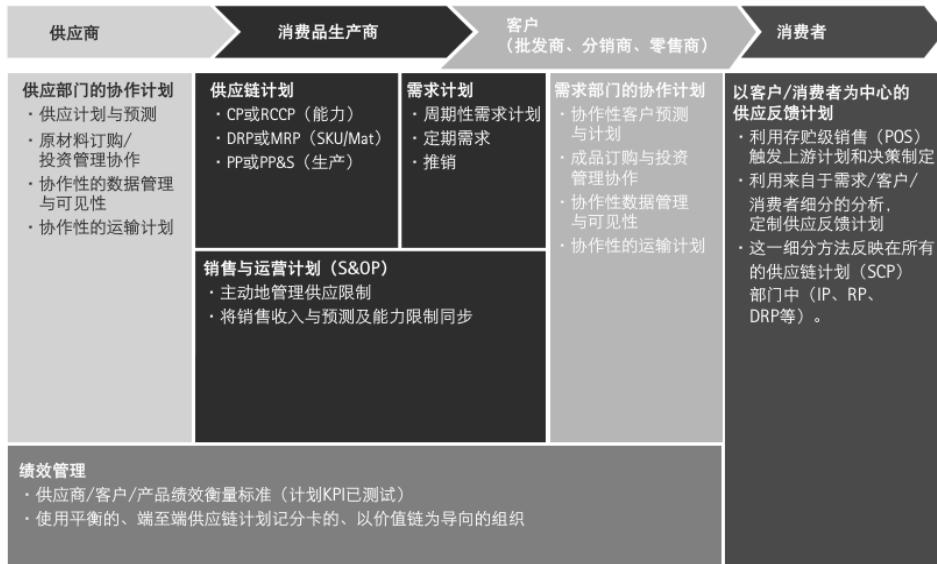 供应商
消费品生产商
客户
（批发商、分销商、零售商）
消费者
供应部门的协作计划
· 供应计划与预测
· 原材料订购/
投资管理协作
· 协作性的数据管理
与可见性
· 协作性的运输计划
供应链计划
· CP或RCCP（能力）
· DRP或MRP（SKU/Mat）
· PP或PP&S（生产）
需求计划
· 周期性需求计划
· 定期需求
· 推销
销售与运营计划（S&OP）
· 主动地管理供应限制
· 将销售收入与预测及能力限制同步
需求部门的协作计划
· 协作性客户预测
与计划
· 成品订购与投资
管理协作
· 协作性数据管理
与可见性
· 协作性的运输计划
以客户/消费者为中心的
供应反馈计划
· 利用存贮级销售（POS）
触发上游计划和决策制定
· 利用来自于需求/客户/
消费者细分的分析，
定制供应反馈计划
· 这一细分方法反映在所有
的供应链计划（SCP）
部门中（IP、RP、
DRP等）。
绩效管理
· 供应商/客户/产品绩效衡量标准（计划KPI已测试）
· 使用平衡的、端至端供应链计划记分卡的、以价值链为导向的组织